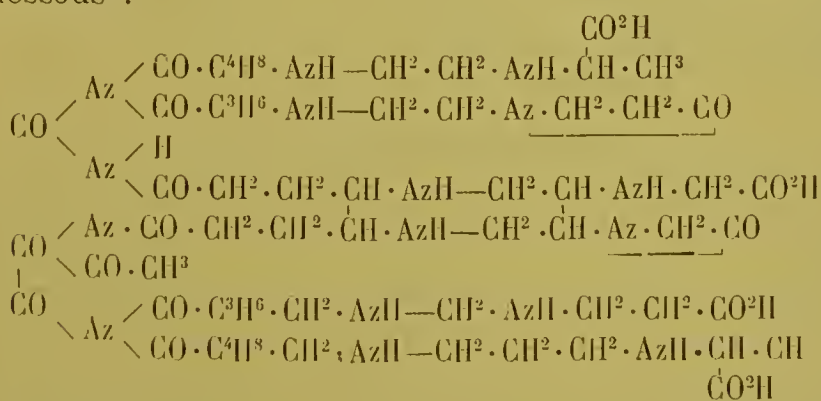 CO²H
Az / CO · C⁴H⁸ · AzH — CH² · CH² · AzH · CH · CH³
CO \ CO · C³H⁶ · AzH — CH² · CH² · Az · CH² · CH² · CO
Az / H
\ CO · CH² · CH² · CH · AzH — CH² · CH · AzH · CH² · CO²H
CO / Az · CO · CH² · CH² · CH · AzH — CH² · CH · Az · CH² · CO
\ CO · CH³
CO / CO · C³H⁶ · CH² · AzH — CH² · AzH · CH² · CH² · CO²H
\ Az \ CO · C⁴H⁸ · CH² · AzH — CH² · CH² · CH² · AzH · CH · CH
CO²H